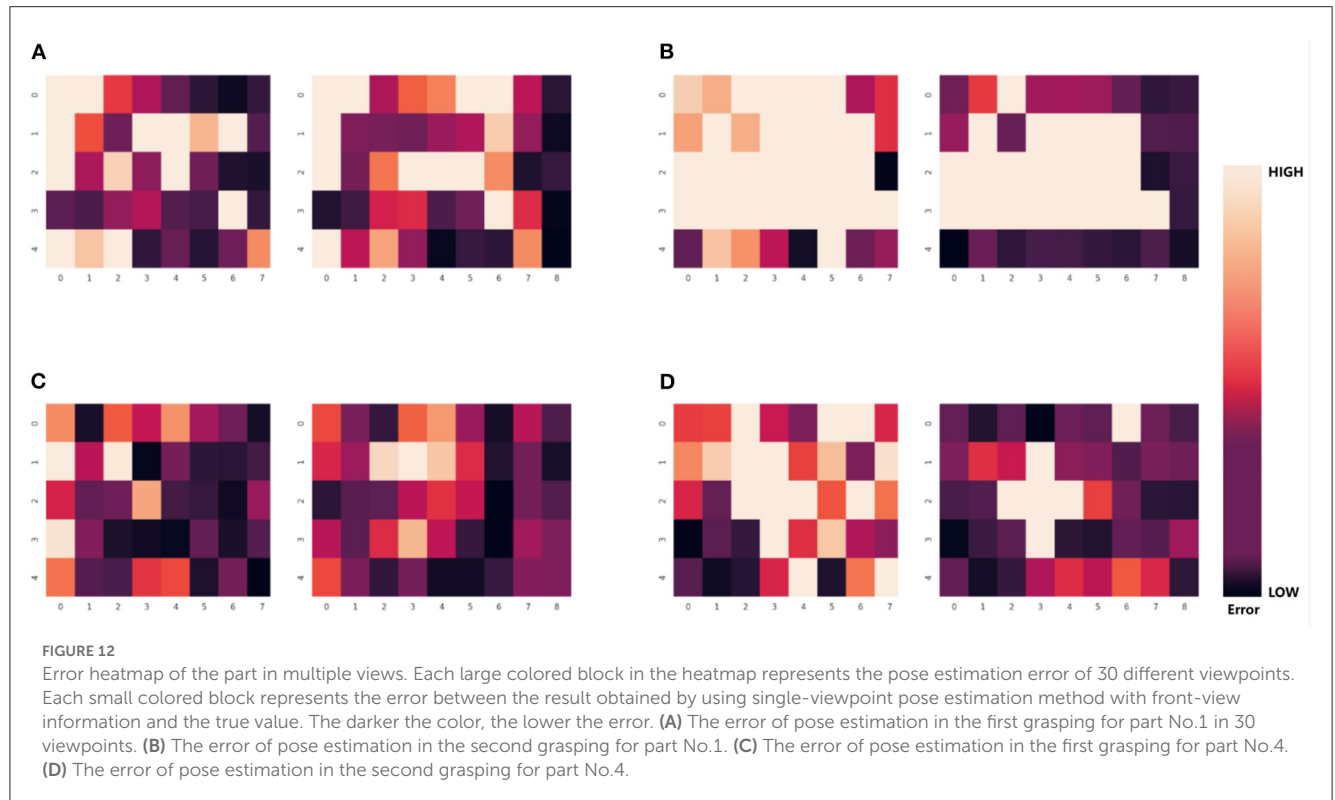 A
B
0
1
2
3
4
0 1 2 3 4 5 6 7
0
1
2
3
4
0 1 2 3 4 5 6 7 8
0
1
2
3
4
0 1 2 3 4 5 6 7
0
1
2
3
4
0 1 2 3 4 5 6 7 8
HIGH
LOW
Error
C
D
0
1
2
3
4
0 1 2 3 4 5 6 7
0
1
2
3
4
0 1 2 3 4 5 6 7 8
0
1
2
3
4
0 1 2 3 4 5 6 7
0
1
2
3
4
0 1 2 3 4 5 6 7 8
FIGURE 12
Error heatmap of the part in multiple views. Each large colored block in the heatmap represents the pose estimation error of 30 different viewpoints.
Each small colored block represents the error between the result obtained by using single-viewpoint pose estimation method with front-view
information and the true value. The darker the color, the lower the error. (A) The error of pose estimation in the first grasping for part No.1 in 30
viewpoints. (B) The error of pose estimation in the second grasping for part No.1. (C) The error of pose estimation in the first grasping for part No.4.
(D) The error of pose estimation in the second grasping for part No.4.